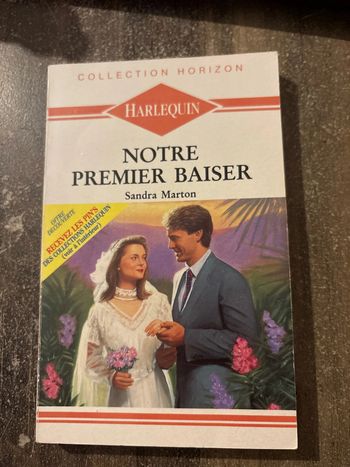 COLLECTION HORIZON
HARLEQUIN
NOTRE
PREMIER BAISER
Sandra Marton
OFFRE
DÉCOUVERTE
RECEVEZ LES PIN'S
DES COLLECTIONS HARLEQUIN
(voir à l'intérieur)